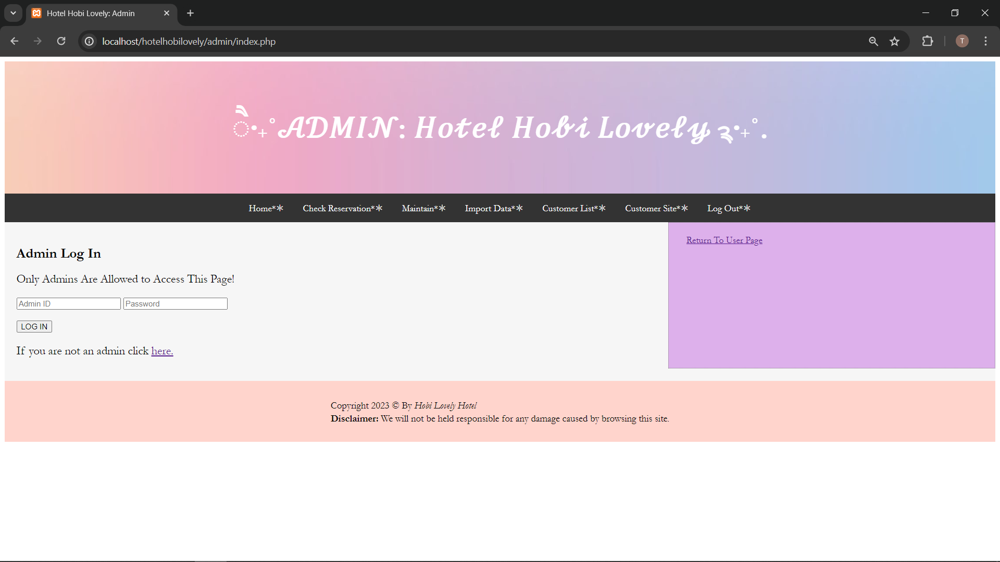 Hotel Hobi Lovely: Admin
localhost/hotelhobilovely/admin/index.php
T
ADMIN: Hotel Hobi Lovely
Home** Check Reservation** Maintain** Import Data** Customer List** Customer Site** Log Out**
Return To User Page
Admin Log In
Only Admins Are Allowed to Access This Page!
Admin ID Password
LOG IN
If you are not an admin click here.
Copyright 2023 © By Hobi Lovely Hotel
Disclaimer: We will not be held responsible for any damage caused by browsing this site.